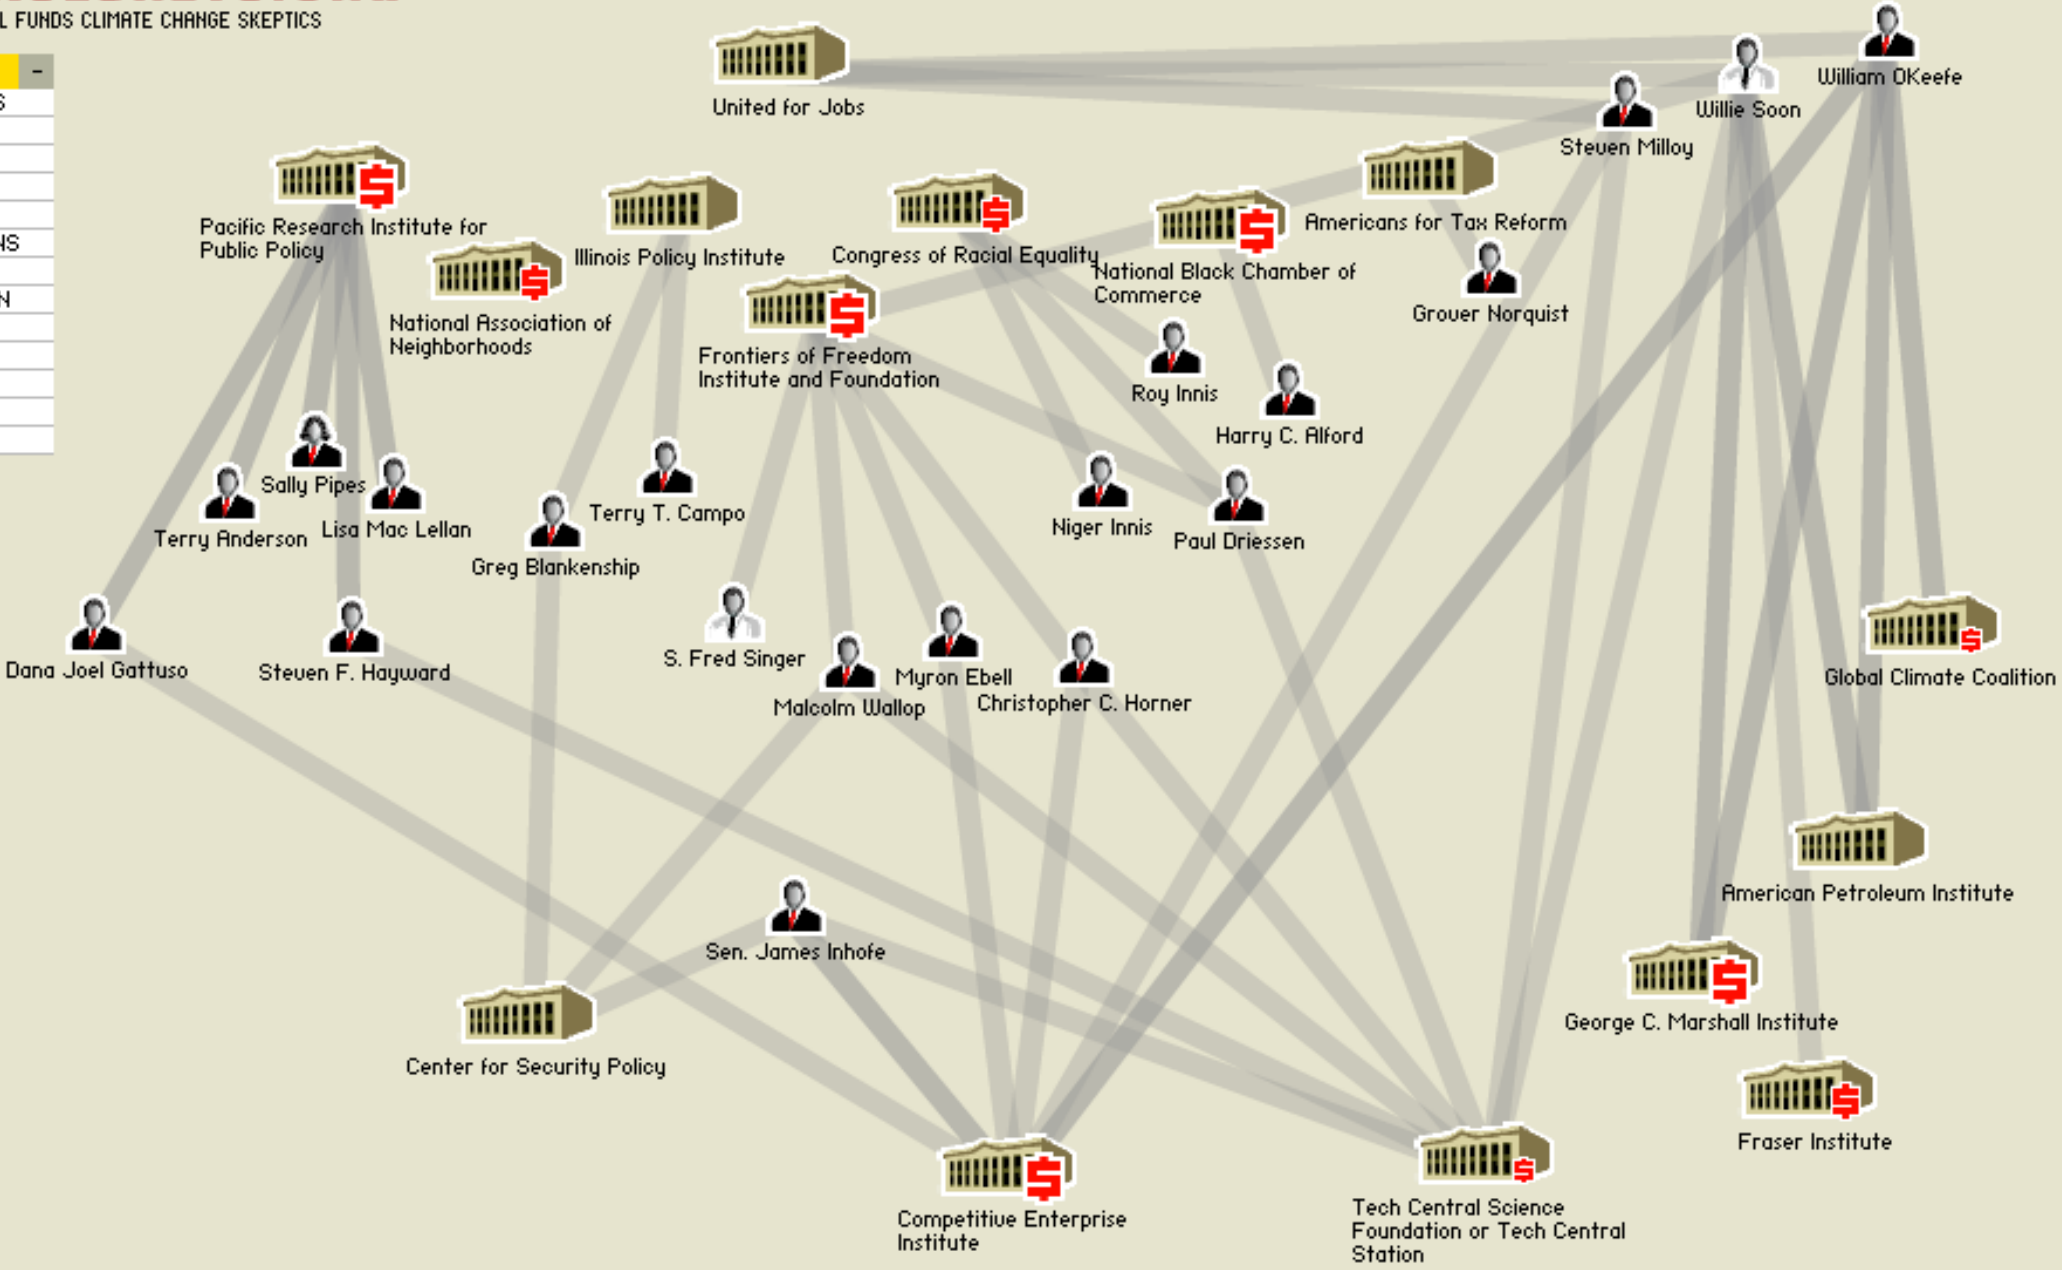 L FUNDS CLIMATE CHANGE SKEPTICS
-
S
NS
N
United for Jobs
William OKeefe
Willie Soon
Steven Milloy
Pacific Research Institute for
Public Policy
Illinois Policy Institute
Congress of Racial Equality
National Black Chamber of
Commerce
Americans for Tax Reform
National Association of
Neighborhoods
Frontiers of Freedom
Institute and Foundation
Grover Norquist
Roy Innis
Harry C. Alford
Sally Pipes
Terry Anderson
Lisa Mac Lellan
Terry T. Campo
Greg Blankenship
Niger Innis
Paul Driessen
Dana Joel Gattuso
Steven F. Hayward
S. Fred Singer
Malcolm Wallop
Myron Ebell
Christopher C. Horner
Global Climate Coalition
American Petroleum Institute
Sen. James Inhofe
George C. Marshall Institute
Center for Security Policy
Fraser Institute
Competitive Enterprise
Institute
Tech Central Science
Foundation or Tech Central
Station